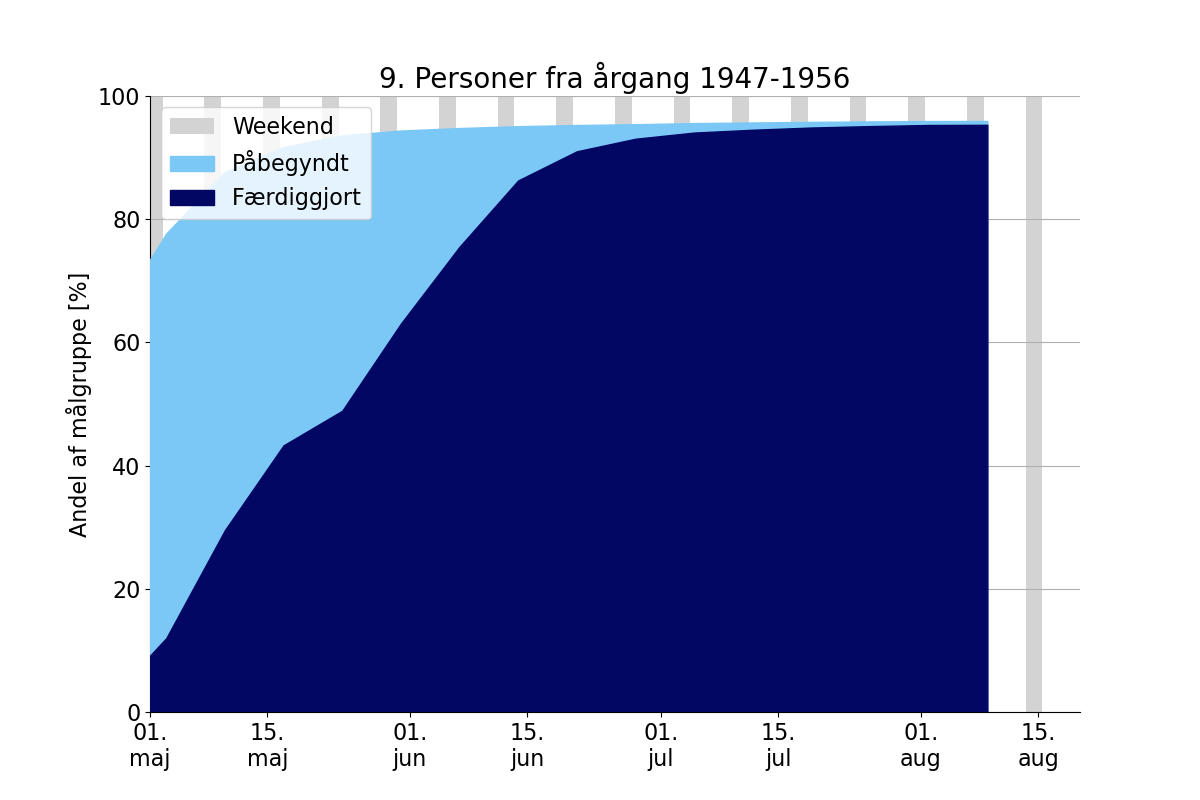 9. Personer fra årgang 1947-1956
Andel af målgruppe [%]
100
80
60
40
20
0
Weekend
Påbegyndt
Færdiggjort
01. 15. 01. 15. 01. 15. 01. 15.
maj maj jun jun jul jul aug aug